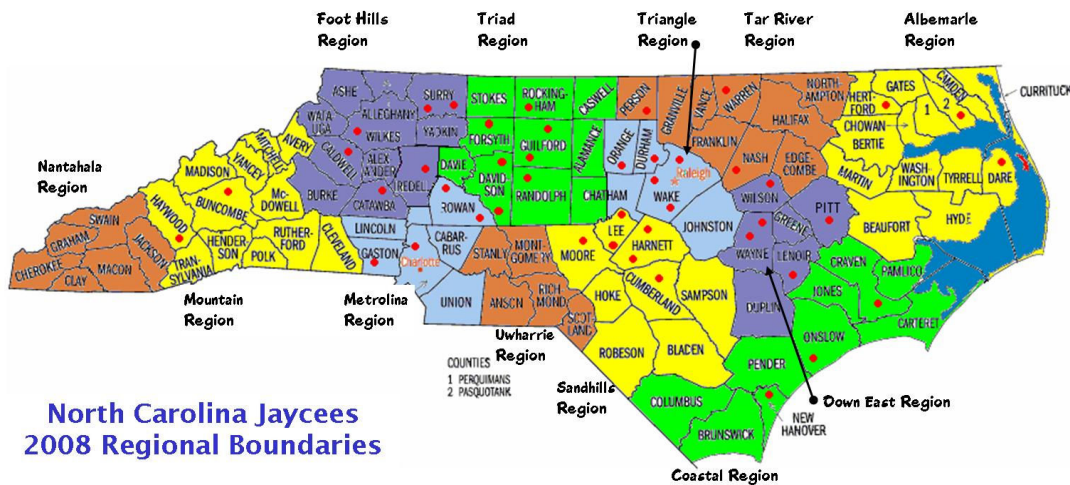 Foot Hills
Region
Triad
Region
Triangle
Region
Tar River
Region
Albemarle
Region
Nantahala
Region
Mountain
Region
Metrolina
Region
Uwharrie
Region
Sandhills
Region
Coastal Region
Down East Region
CURRITUCK
ASHE
ALLEGHANY
SURRY
STOKES
ROCKING-
HAM
CASWELL
PERSON
GRANVILLE
VANCE
WARREN
NORTH-
AMPTON
HERT-
FORD
GATES
CAMDEN
1
2
WATA
UGA
WILKES
YADKIN
FORSYTH
GUILFORD
ALAMANCE
ORANGE
DURHAM
FRANKLIN
HALIFAX
CHOWAN
BERTIE
AVERY
MITCHELL
YANCEY
CALDWELL
ALEX
ANDER
IREDELL
DAVIE
DAVID
SON
RANDOLPH
CHATHAM
WAKE
Raleigh
NASH
EDGE-
COMBE
MARTIN
WASH-
INGTON
TYRRELL
DARE
MADISON
BURKE
CATAWBA
ROWAN
WILSON
PITT
BEAUFORT
HYDE
HAYWOOD
BUNCOMBE
Mc-
DOWELL
LINCOLN
CABAR-
RUS
LEE
JOHNSTON
GREENE
SWAIN
GRAHAM
JACKSON
HENDER-
SON
RUTHER-
FORD
CLEVELAND
GASTON
Charlotte
STANLY
MONT-
GOMERY
MOORE
HARNETT
WAYNE
LENOIR
CRAVEN
PAMLICO
CHEROKEE
MACON
CLAY
TRAN-
SYLVANIA
POLK
UNION
ANSON
RICH-
MOND
HOKE
CUMBERLAND
SAMPSON
DUPLIN
JONES
CARTERET
SCOT-
LAND
ONSLOW
ROBESON
BLADEN
PENDER
COLUMBUS
NEW
HANOVER
BRUNSWICK
COUNTIES
1 PERQUIMANS
2 PASQUOTANK
North Carolina Jaycees
2008 Regional Boundaries